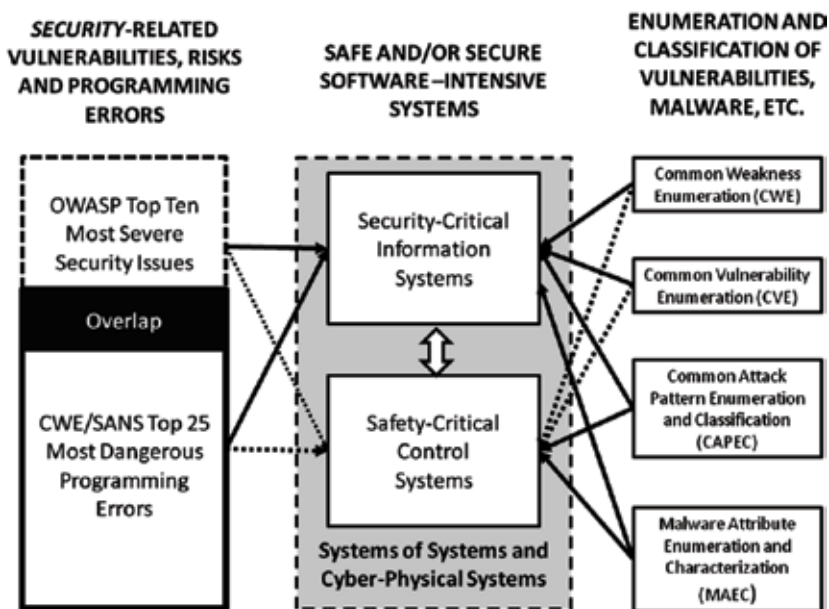 SECURITY-RELATED
VULNERABILITIES, RISKS
AND PROGRAMMING
ERRORS
SAFE AND/OR SECURE
SOFTWARE–INTENSIVE
SYSTEMS
ENUMERATION AND
CLASSIFICATION OF
VULNERABILITIES,
MALWARE, ETC.
OWASP Top Ten
Most Severe
Security Issues
Overlap
CWE/SANS Top 25
Most Dangerous
Programming
Errors
Security-Critical
Information
Systems
Safety-Critical
Control
Systems
Systems of Systems and
Cyber-Physical Systems
Common Weakness
Enumeration (CWE)
Common Vulnerability
Enumeration (CVE)
Common Attack
Pattern Enumeration
and Classification
(CAPEC)
Malware Attribute
Enumeration and
Characterization
(MAEC)